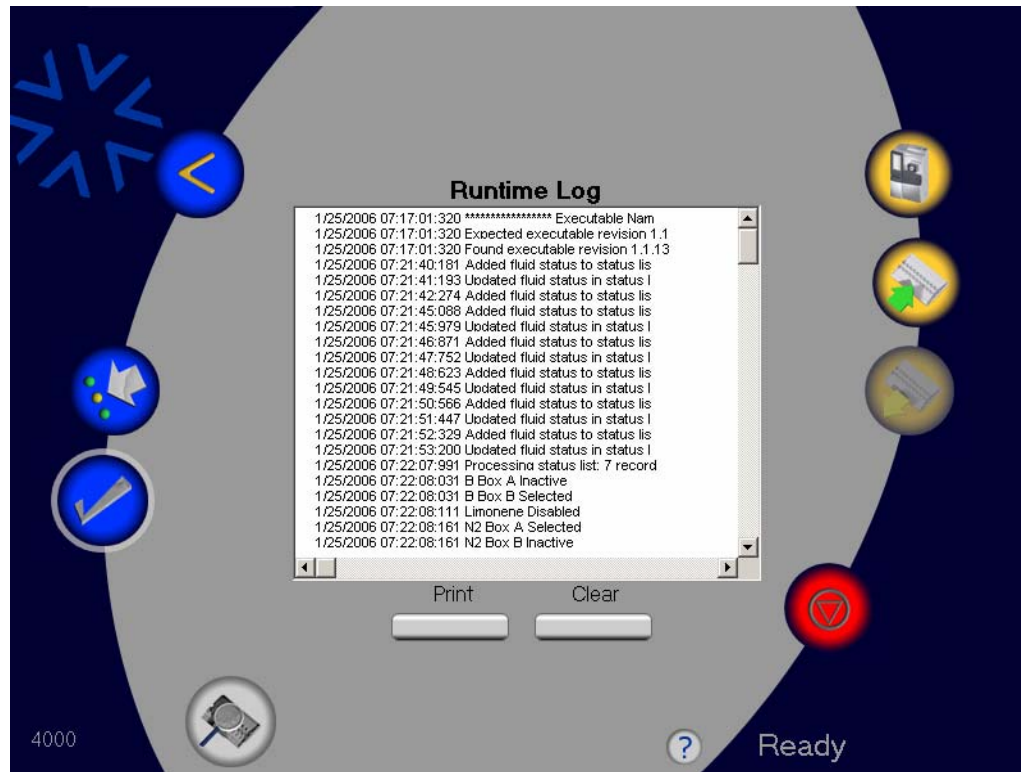 Runtime Log
1/25/2006 07:17:01:320 ***************** Executable Nam
1/25/2006 07:17:01:320 Expected executable revision 1.1
1/25/2006 07:17:01:320 Found executable revision 1.1.13
1/25/2006 07:21:40:181 Added fluid status to status lis
1/25/2006 07:21:41:193 Updated fluid status in status l
1/25/2006 07:21:42:274 Added fluid status to status lis
1/25/2006 07:21:45:088 Added fluid status to status lis
1/25/2006 07:21:45:979 Updated fluid status in status l
1/25/2006 07:21:46:871 Added fluid status to status lis
1/25/2006 07:21:47:752 Updated fluid status in status l
1/25/2006 07:21:48:623 Added fluid status to status lis
1/25/2006 07:21:49:545 Updated fluid status in status l
1/25/2006 07:21:50:566 Added fluid status to status lis
1/25/2006 07:21:51:447 Updated fluid status in status l
1/25/2006 07:21:52:329 Added fluid status to status lis
1/25/2006 07:21:53:200 Updated fluid status in status l
1/25/2006 07:22:07:991 Processing status list: 7 record
1/25/2006 07:22:08:031 B Box A Inactive
1/25/2006 07:22:08:031 B Box B Selected
1/25/2006 07:22:08:111 Limonene Disabled
1/25/2006 07:22:08:161 N2 Box A Selected
1/25/2006 07:22:08:161 N2 Box B Inactive
Print Clear
4000
? Ready